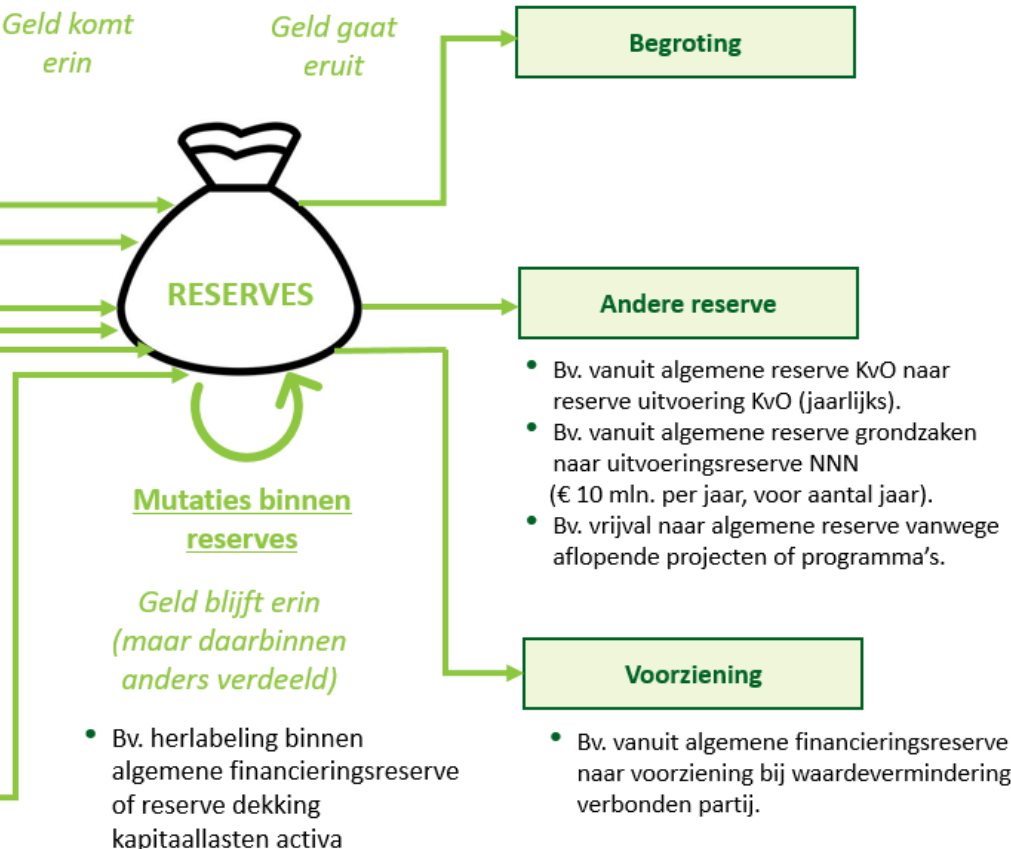 Geld komt
erin
Geld gaat
eruit
Begroting
RESERVES
Andere reserve
• Bv. vanuit algemene reserve KvO naar
reserve uitvoering KvO (jaarlijks).
• Bv. vanuit algemene reserve grondzaken
naar uitvoeringsreserve NNN
(€ 10 mln. per jaar, voor aantal jaar).
• Bv. vrijval naar algemene reserve vanwege
aflopende projecten of programma's.
Mutaties binnen
reserves
Geld blijft erin
(maar daarbinnen
anders verdeeld)
• Bv. herlabeling binnen
algemene financieringsreserve
of reserve dekking
kapitaallasten activa
Voorziening
• Bv. vanuit algemene financieringsreserve
naar voorziening bij waardevermindering
verbonden partij.